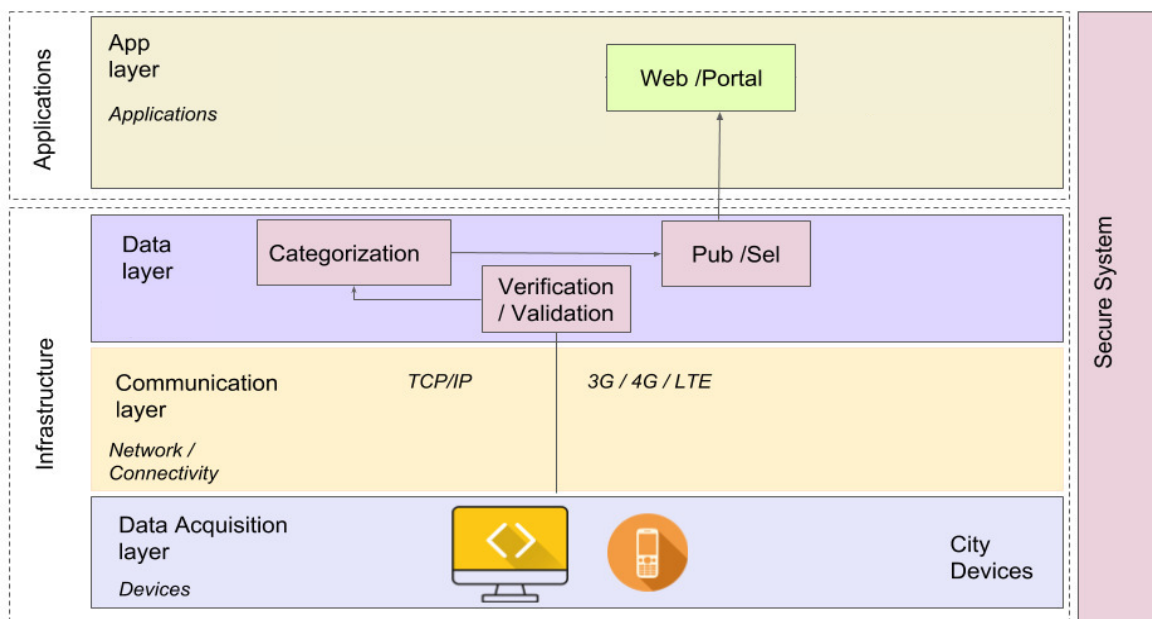 Applications
App
layer
Applications
Web /Portal
Secure System
Infrastructure
Data
layer
Categorization
Pub /Sel
Verification
/ Validation
Communication
layer
Network /
Connectivity
TCP/IP
3G / 4G / LTE
Data Acquisition
layer
Devices
City
Devices